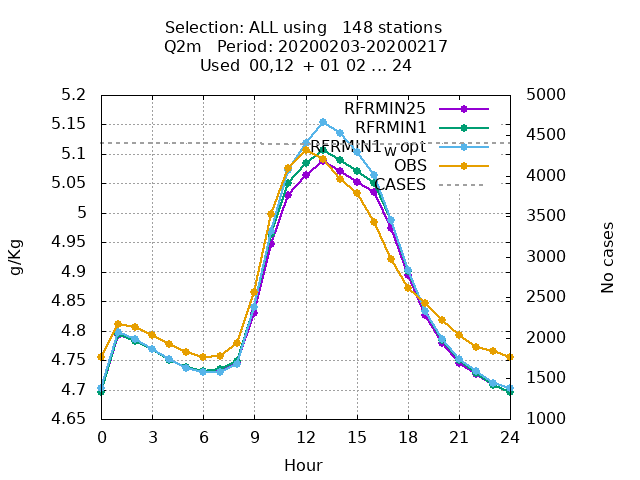 Selection: ALL using 148 stations
Q2m Period: 20200203-20200217
Used 00,12 + 01 02 ... 24
5.2
5.15
5.1
5.05
5
4.95
4.9
4.85
4.8
4.75
4.7
4.65
g/Kg
RFRMIN25
RFRMIN1
RFRMIN1_W opt
OBS
CASES
5000
4500
4000
3500
3000
2500
2000
1500
1000
No cases
0 3 6 9 12 15 18 21 24
Hour